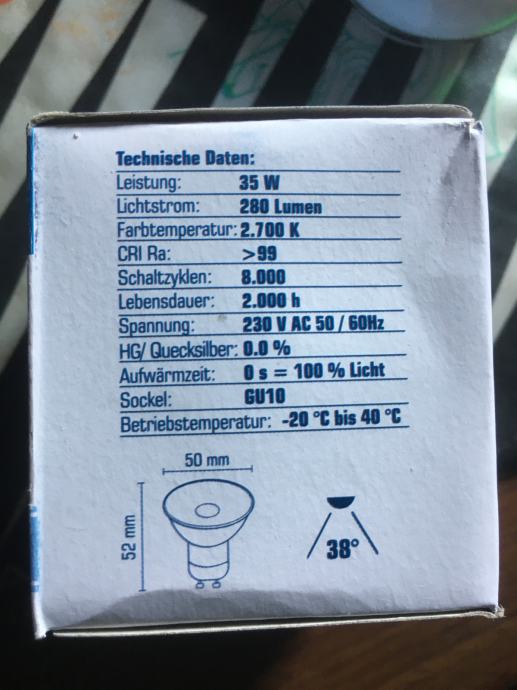 Technische Daten:
Leistung: 35 W
Lichtstrom: 280 Lumen
Farbtemperatur: 2.700 K
CRI Ra: >99
Schaltzyklen: 8.000
Lebensdauer: 2.000 h
Spannung: 230 V AC 50 / 60Hz
HG/ Quecksilber: 0.0 %
Aufwärmzeit: 0 s = 100 % Licht
Sockel: GU10
Betriebstemperatur: -20 °C bis 40 °C
50 mm
52 mm
38°